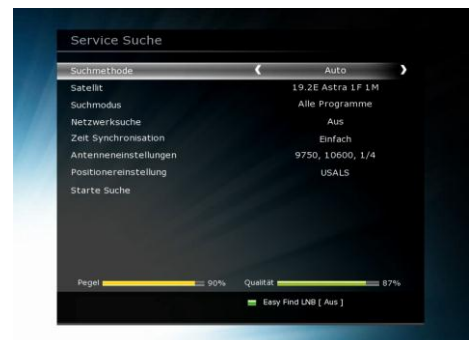 Service Suche
Suchmethode Auto
Satellit 19.2E Astra 1F 1M
Suchmodus Alle Programme
Netzwerksuche Aus
Zeit Synchronisation Einfach
Antenneneinstellungen 9750, 10600, 1/4
Positionereinstellung USALS
Starte Suche
Pegel 90% Qualität 87%
Easy Find LNB [ Aus ]